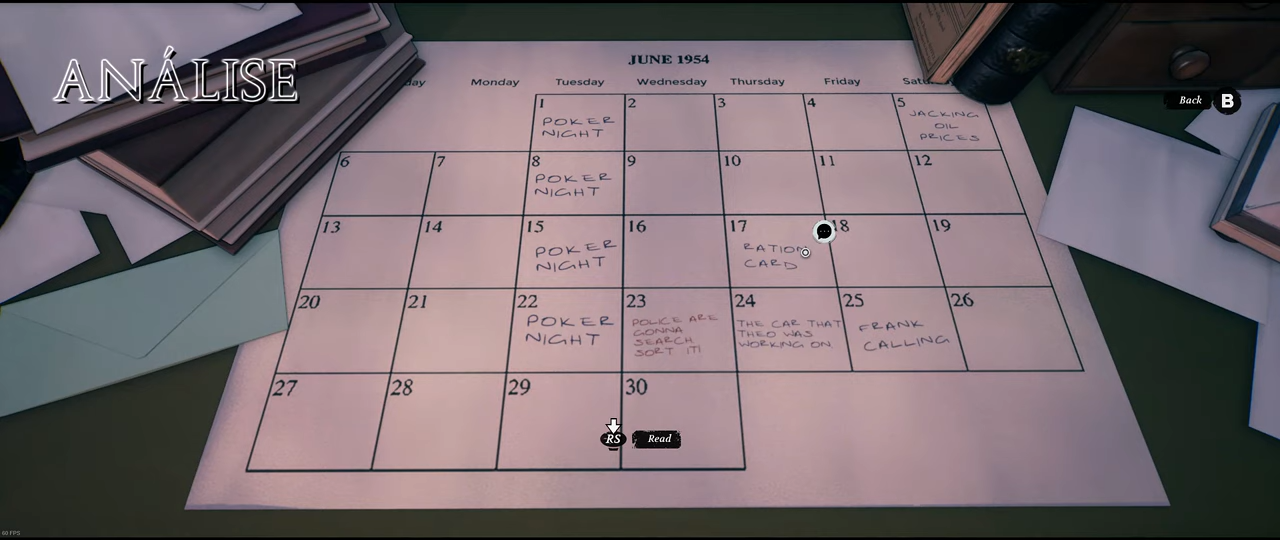 ANÁLISE
JUNE 1954
Monday Tuesday Wednesday Thursday Friday
Back B
1 2 3 4 5
POKER
NIGHT
JACKING
OIL
PRICES
6 7 8 9 10 11 12
POKER
NIGHT
13 14 15 16 17 18 19
POKER
NIGHT
RATION
CARD
20 21 22 23 24 25 26
POKER
NIGHT
POLICE ARE
GONNA
SEARCH
SORT IT!
THE CAR THAT
THEO WAS
WORKING ON
FRANK
CALLING
27 28 29 30
RS Read
60 FPS